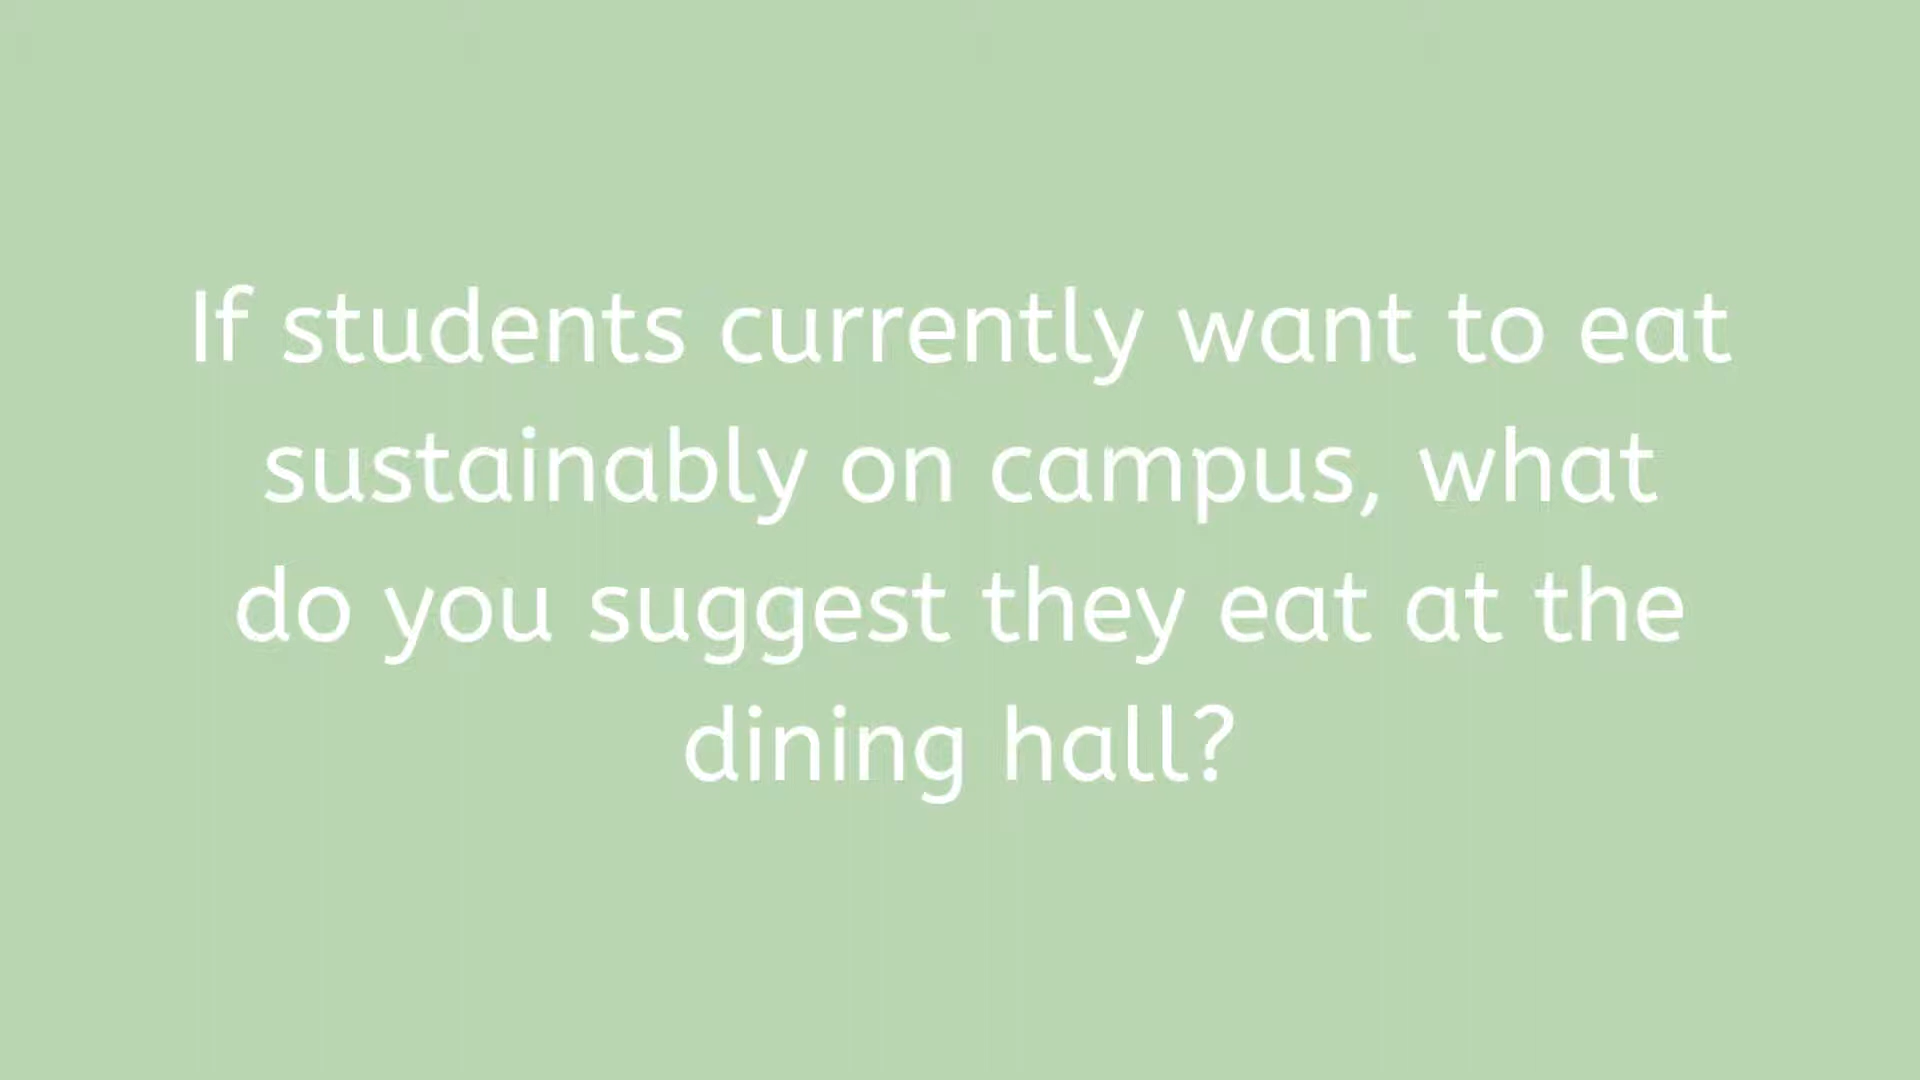 If students currently want to eat
sustainably on campus, what
do you suggest they eat at the
dining hall?